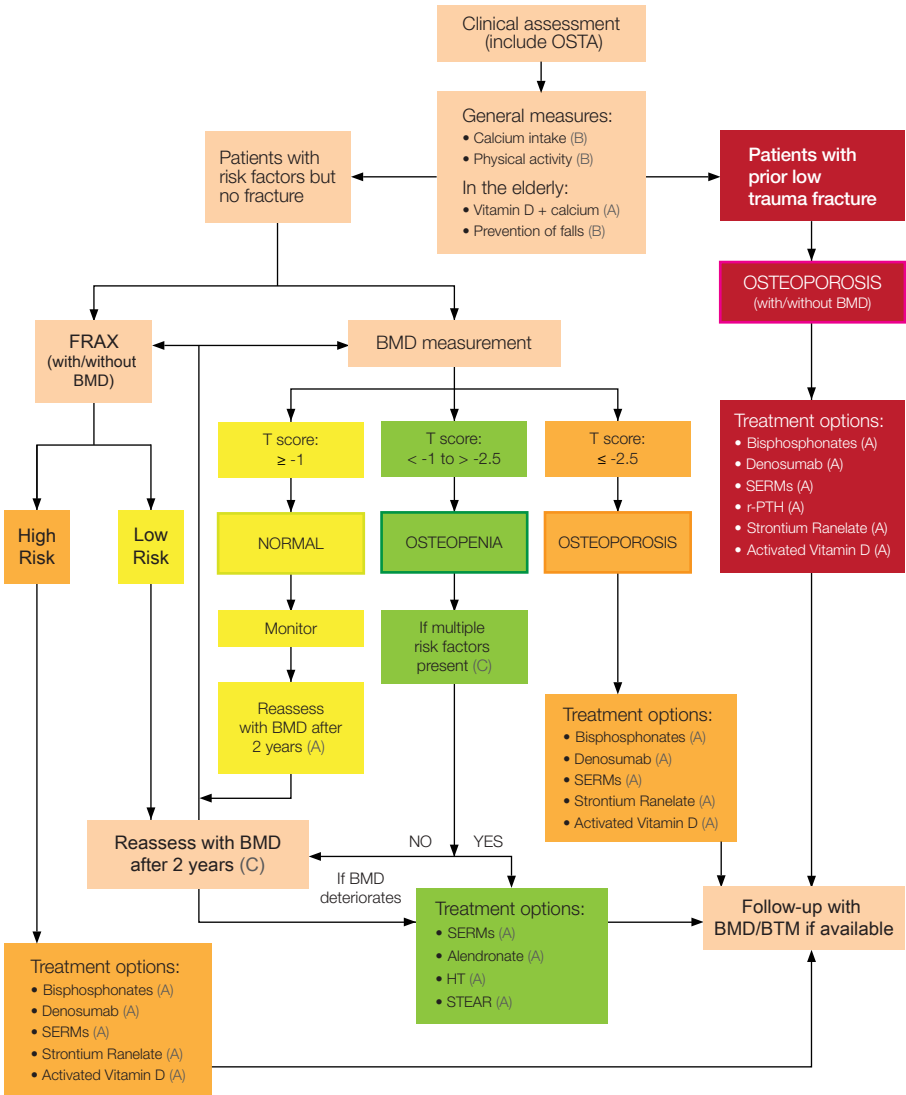 Clinical assessment
(include OSTA)
General measures:
• Calcium intake (B)
• Physical activity (B)
In the elderly:
• Vitamin D + calcium (A)
• Prevention of falls (B)
Patients with
risk factors but
no fracture
Patients with
prior low
trauma fracture
OSTEOPOROSIS
(with/without BMD)
FRAX
(with/without
BMD)
BMD measurement
T score:
≥ -1
T score:
< -1 to > -2.5
T score:
≤ -2.5
Treatment options:
• Bisphosphonates (A)
• Denosumab (A)
• SERMs (A)
• r-PTH (A)
• Strontium Ranelate (A)
• Activated Vitamin D (A)
High
Risk
Low
Risk
NORMAL
OSTEOPENIA
OSTEOPOROSIS
Monitor
If multiple
risk factors
present (C)
Reassess
with BMD after
2 years (A)
Treatment options:
• Bisphosphonates (A)
• Denosumab (A)
• SERMs (A)
• Strontium Ranelate (A)
• Activated Vitamin D (A)
Reassess with BMD
after 2 years (C)
NO
YES
If BMD
deteriorates
Treatment options:
• SERMs (A)
• Alendronate (A)
• HT (A)
• STEAR (A)
Follow-up with
BMD/BTM if available
Treatment options:
• Bisphosphonates (A)
• Denosumab (A)
• SERMs (A)
• Strontium Ranelate (A)
• Activated Vitamin D (A)